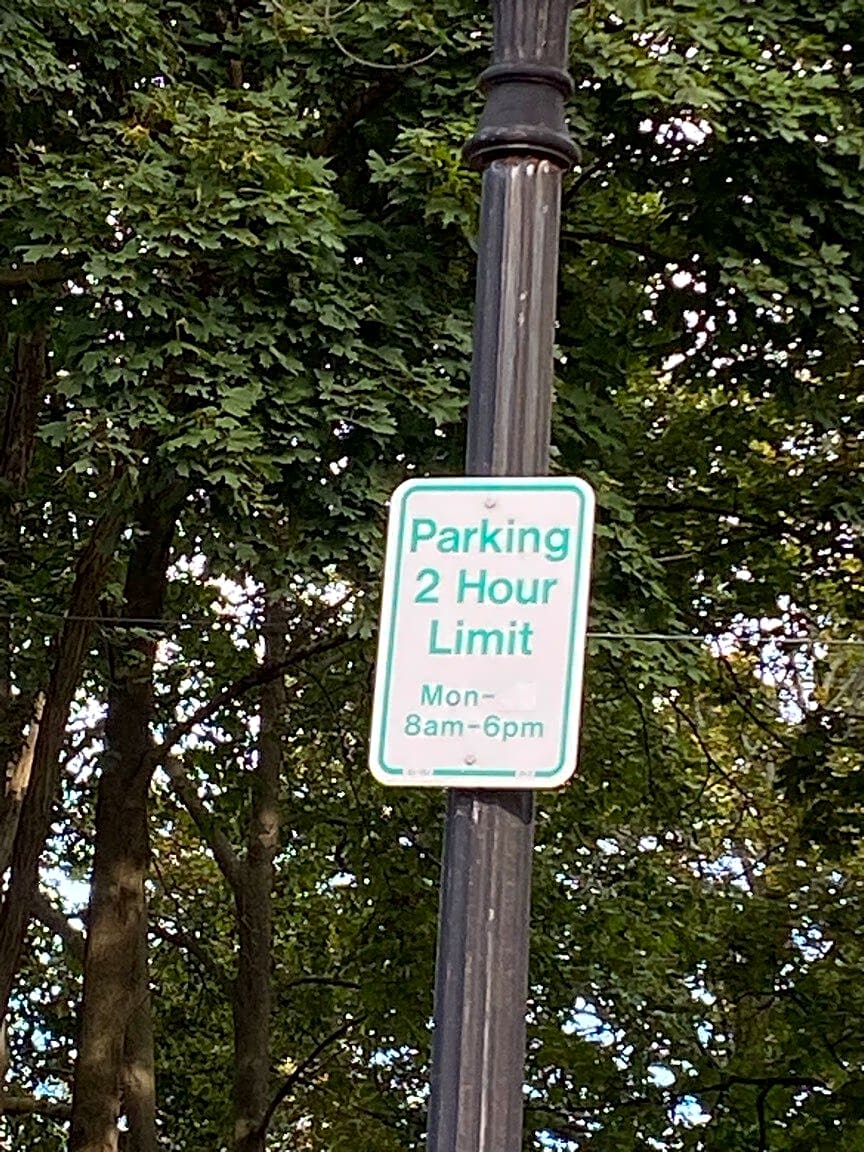 Parking
2 Hour
Limit
Mon-
8am-6pm